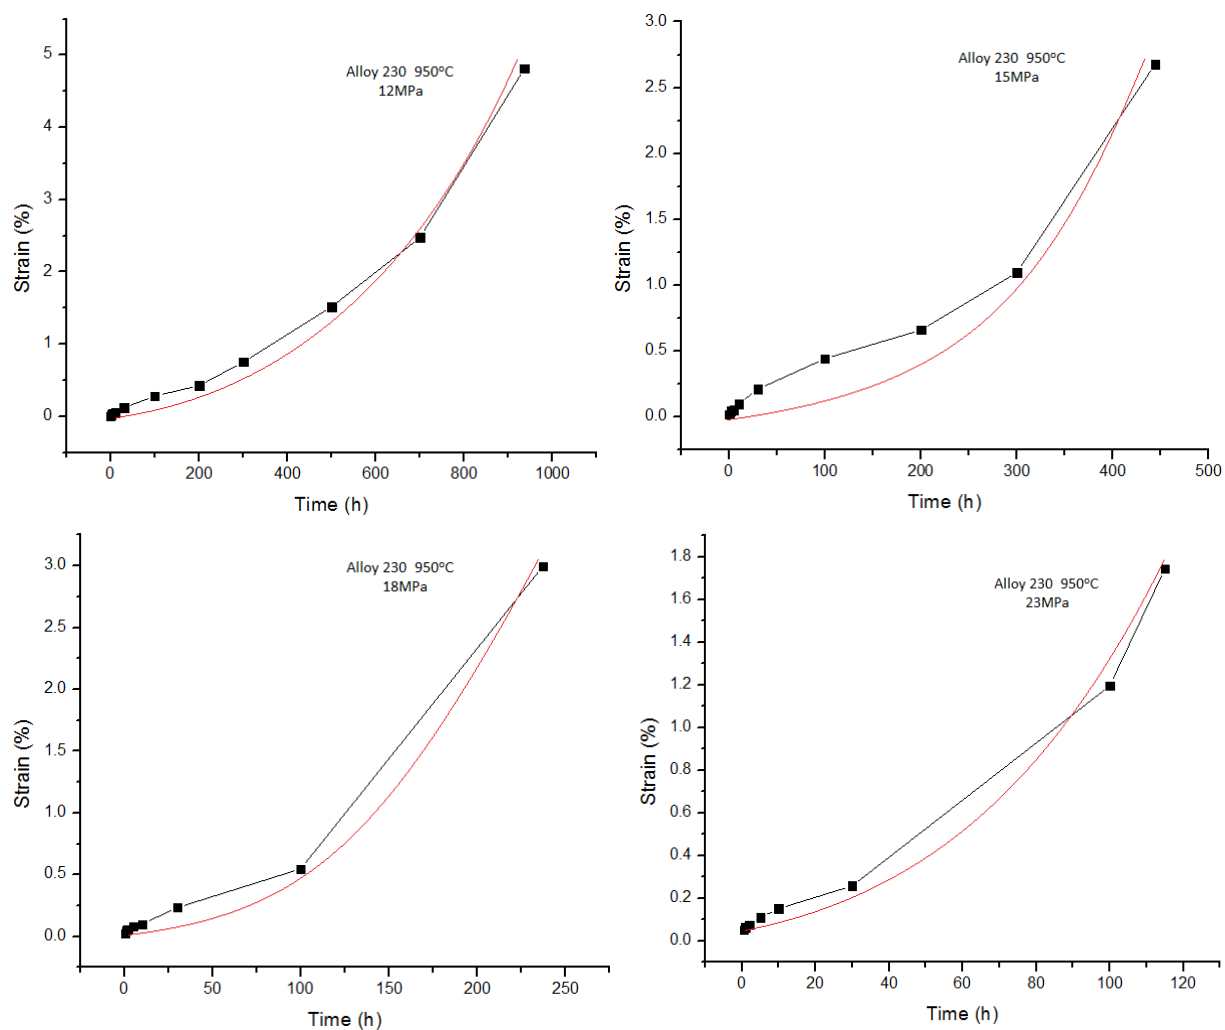 5
4
3
2
1
0
Strain (%)
Alloy 230 950°C
12MPa
0 200 400 600 800 1000
Time (h)
3.0
2.5
2.0
1.5
1.0
0.5
0.0
Strain (%)
Alloy 230 950°C
15MPa
0 100 200 300 400 500
Time (h)
3.0
2.5
2.0
1.5
1.0
0.5
0.0
Strain (%)
Alloy 230 950°C
18MPa
0 50 100 150 200 250
Time (h)
1.8
1.6
1.4
1.2
1.0
0.8
0.6
0.4
0.2
0.0
Strain (%)
Alloy 230 950°C
23MPa
0 20 40 60 80 100 120
Time (h)